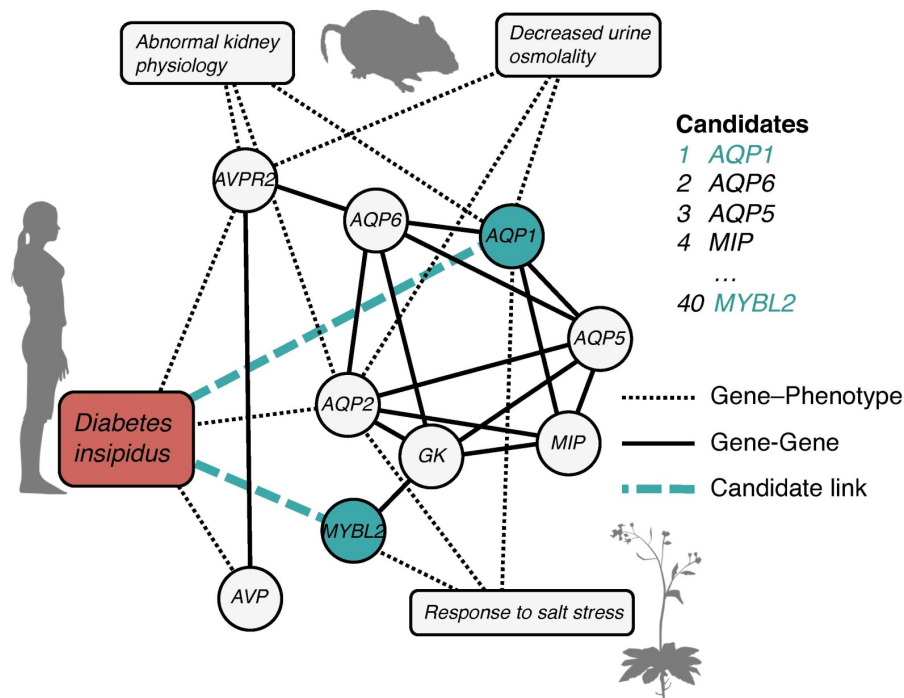 Abnormal kidney
physiology
Decreased urine
osmolality
Candidates
1 AQP1
2 AQP6
3 AQP5
4 MIP
...
40 MYBL2
AVPR2
AQP6
AQP1
AQP5
AQP2
GK
MIP
MYBL2
AVP
Diabetes
insipidus
Response to salt stress
Gene–Phenotype
Gene-Gene
Candidate link